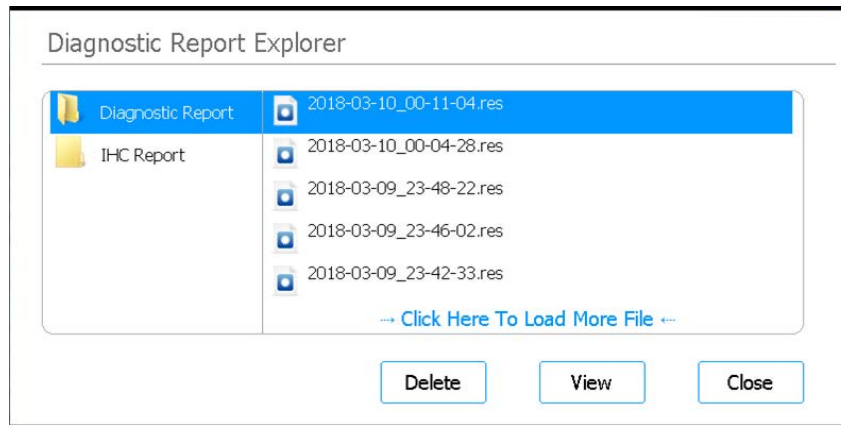 Diagnostic Report Explorer
Diagnostic Report
IHC Report
2018-03-10_00-11-04.res
2018-03-10_00-04-28.res
2018-03-09_23-48-22.res
2018-03-09_23-46-02.res
2018-03-09_23-42-33.res
⤑ Click Here To Load More File ⬸
Delete
View
Close